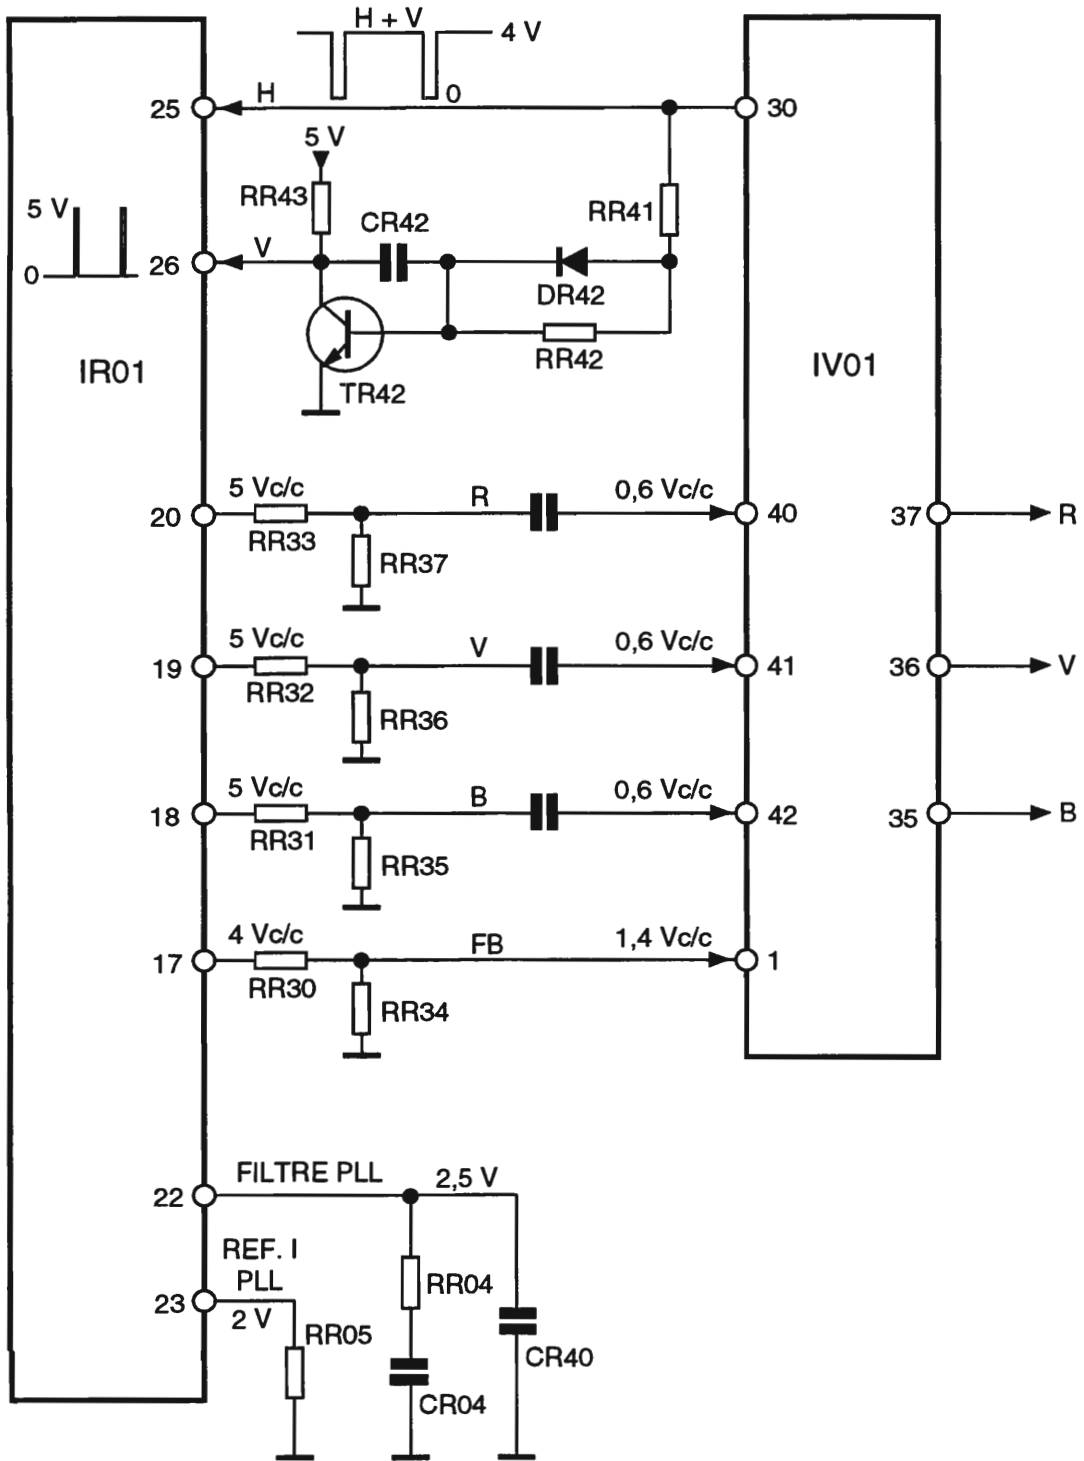 H + V
4 V
H
0
25
30
5 V
RR43
CR42
RR41
5 V
0
V
26
DR42
RR42
IR01
TR42
IV01
5 Vc/c
R
0,6 Vc/c
20
RR33
RR37
40
37
R
5 Vc/c
V
0,6 Vc/c
19
RR32
RR36
41
36
V
5 Vc/c
B
0,6 Vc/c
18
RR31
RR35
42
35
B
4 Vc/c
FB
1,4 Vc/c
17
RR30
RR34
1
FILTRE PLL
2,5 V
22
REF. I
PLL
23
2 V
RR04
RR05
CR40
CR04